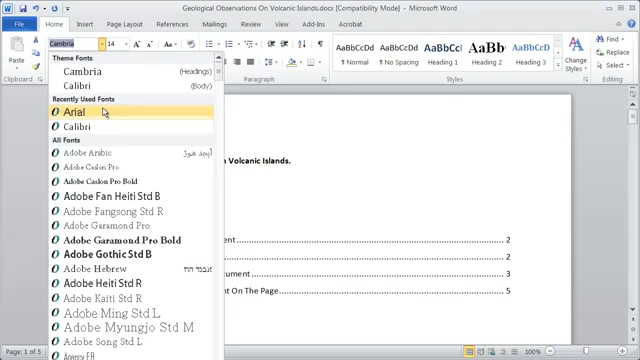 Geological Observations On Volcanic Islands.docx [Compatibility Mode] - Microsoft Word
File Home Insert Page Layout References Mailings Review View Add-Ins Acrobat
Cambria 14
Theme Fonts
Cambria (Headings)
Calibri (Body)
Recently Used Fonts
Arial
Calibri
All Fonts
Adobe Arabic أبجد هوز
Adobe Caslon Pro
Adobe Caslon Pro Bold
Adobe Fan Heiti Std B
Adobe Fangsong Std R
Adobe Garamond Pro
Adobe Garamond Pro Bold
Adobe Gothic Std B
Adobe Hebrew אבגד הוז
Adobe Heiti Std R
Adobe Kaiti Std R
Adobe Ming Std L
Adobe Myungjo Std M
Adobe Song Std L
Agency FB
Paste
Clipboard
Paragraph
AaBbCcDd AaBbCcDd AaBbC AaBb AaBbCcD
¶ Normal ¶ No Spacing Heading 1 Heading 2 Heading 3
Change Styles
Styles
Find
Replace
Select
Editing
n Volcanic Islands.
ent 2
2
cument 3
nt On The Page 5
Page: 1 of 5
100%